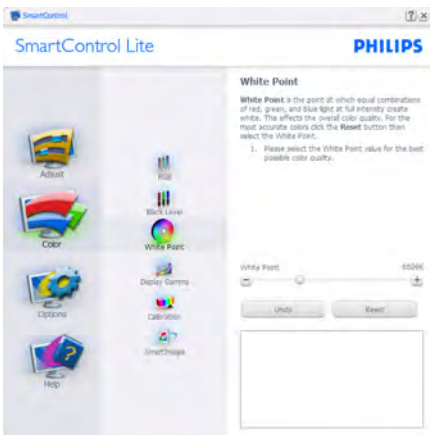 SmartControl
SmartControl Lite
PHILIPS
Adjust
Color
Options
Help
RGB
Black Level
White Point
Display Gamma
Calibration
SmartImage
White Point
White Point is the point at which equal combinations
of red, green, and blue light at full intensity create
white. This effects the overall color quality. For the
most accurate colors click the Reset button then
select the White Point.
1. Please select the White Point value for the best
possible color quality.
White Point 6500K
Undo Reset